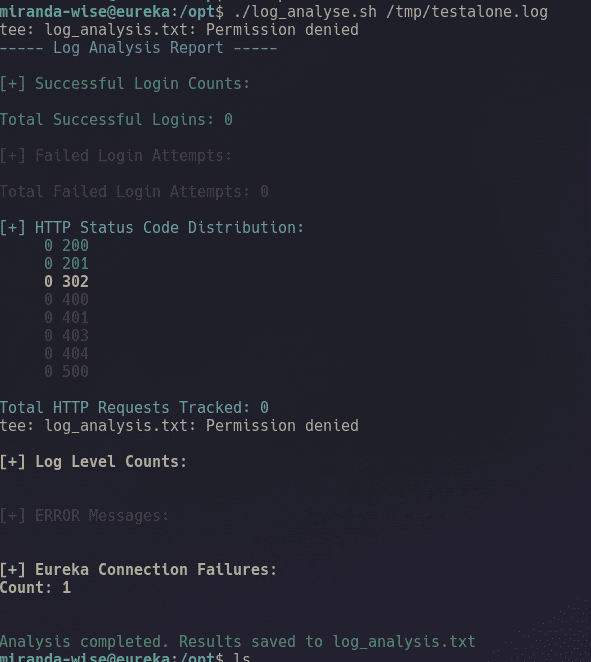 miranda-wise@eureka:/opt$ ./log_analyse.sh /tmp/testalone.log
tee: log_analysis.txt: Permission denied
----- Log Analysis Report -----
[+] Successful Login Counts:
Total Successful Logins: 0
[+] Failed Login Attempts:
Total Failed Login Attempts: 0
[+] HTTP Status Code Distribution:
0 200
0 201
0 302
0 400
0 401
0 403
0 404
0 500
Total HTTP Requests Tracked: 0
tee: log_analysis.txt: Permission denied
[+] Log Level Counts:
[+] ERROR Messages:
[+] Eureka Connection Failures:
Count: 1
Analysis completed. Results saved to log_analysis.txt
miranda-wise@eureka:/opt$ ls